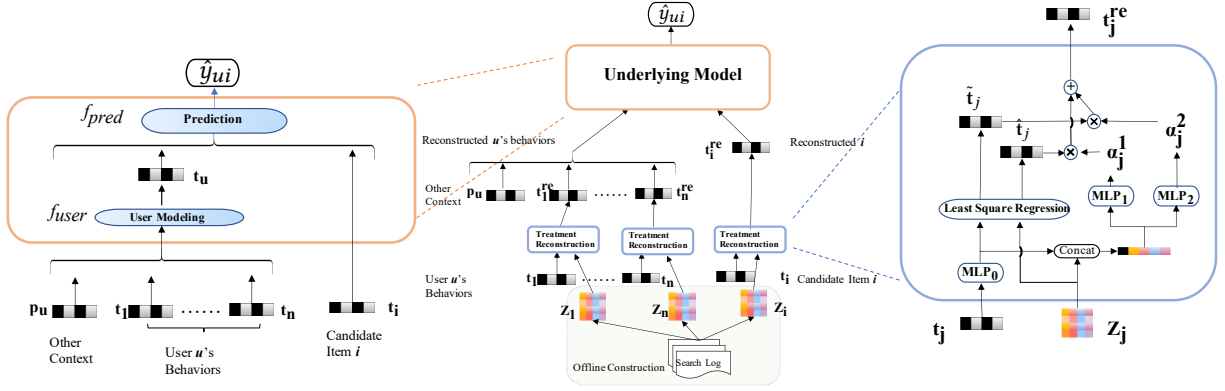 ŷui
fpred
Prediction
tu
fuser
User Modeling
pu
t1
......
tn
ti
Other
Context
User u's
Behaviors
Candidate
Item i
ŷui
Underlying Model
Reconstructed u's behaviors
tire
Reconstructed i
Other
Context
pu
t1re
......
tnre
Treatment
Reconstruction
Treatment
Reconstruction
Treatment
Reconstruction
User u's
Behaviors
t1
......
tn
ti
Candidate Item i
Z1
Zn
Zi
Search Log
Offline Construction
tjre
+
t̃j
×
t̂j
×
αj1
αj2
MLP1
MLP2
Least Square Regression
Concat
MLP0
tj
Zj